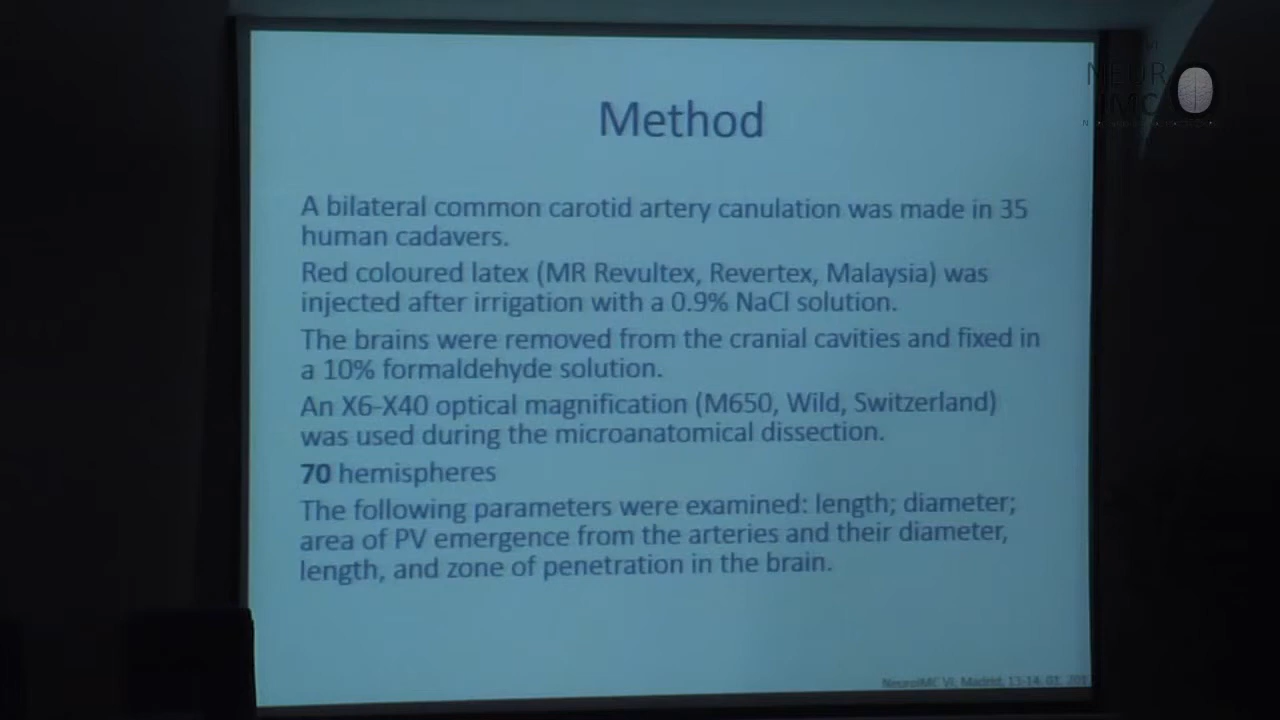 Method
A bilateral common carotid artery canulation was made in 35
human cadavers.
Red coloured latex (MR Revultex, Revertex, Malaysia) was
injected after irrigation with a 0.9% NaCl solution.
The brains were removed from the cranial cavities and fixed in
a 10% formaldehyde solution.
An X6-X40 optical magnification (M650, Wild, Switzerland)
was used during the microanatomical dissection.
70 hemispheres
The following parameters were examined: length; diameter;
area of PV emergence from the arteries and their diameter,
length, and zone of penetration in the brain.
NeuroIMC VI; Madrid, 13-14. 01. 201
NEUR
IMC